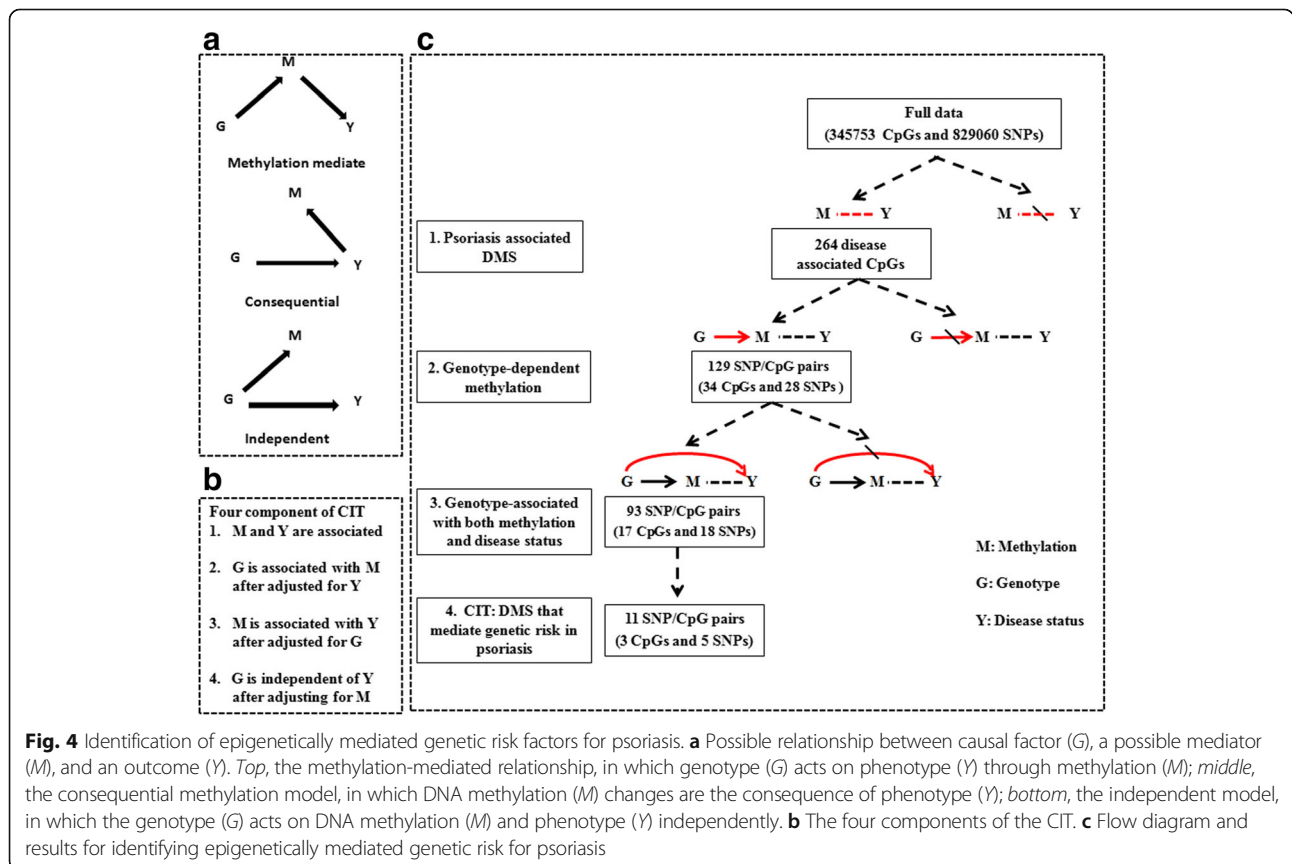 a
M
G
Y
Methylation mediate
M
G
Y
Consequential
M
G
Y
Independent
b
Four component of CIT
1. M and Y are associated
2. G is associated with M
after adjusted for Y
3. M is associated with Y
after adjusted for G
4. G is independent of Y
after adjusting for M
c
Full data
(345753 CpGs and 829060 SNPs)
M Y
M Y
1. Psoriasis associated
DMS
264 disease
associated CpGs
G M Y
G M Y
2. Genotype-dependent
methylation
129 SNP/CpG pairs
(34 CpGs and 28 SNPs )
G M Y
G M Y
3. Genotype-associated
with both methylation
and disease status
93 SNP/CpG pairs
(17 CpGs and 18 SNPs)
M: Methylation
G: Genotype
Y: Disease status
4. CIT: DMS that
mediate genetic risk in
psoriasis
11 SNP/CpG pairs
(3 CpGs and 5 SNPs)
Fig. 4 Identification of epigenetically mediated genetic risk factors for psoriasis. a Possible relationship between causal factor (G), a possible mediator
(M), and an outcome (Y). Top, the methylation-mediated relationship, in which genotype (G) acts on phenotype (Y) through methylation (M); middle,
the consequential methylation model, in which DNA methylation (M) changes are the consequence of phenotype (Y); bottom, the independent model,
in which the genotype (G) acts on DNA methylation (M) and phenotype (Y) independently. b The four components of the CIT. c Flow diagram and
results for identifying epigenetically mediated genetic risk for psoriasis